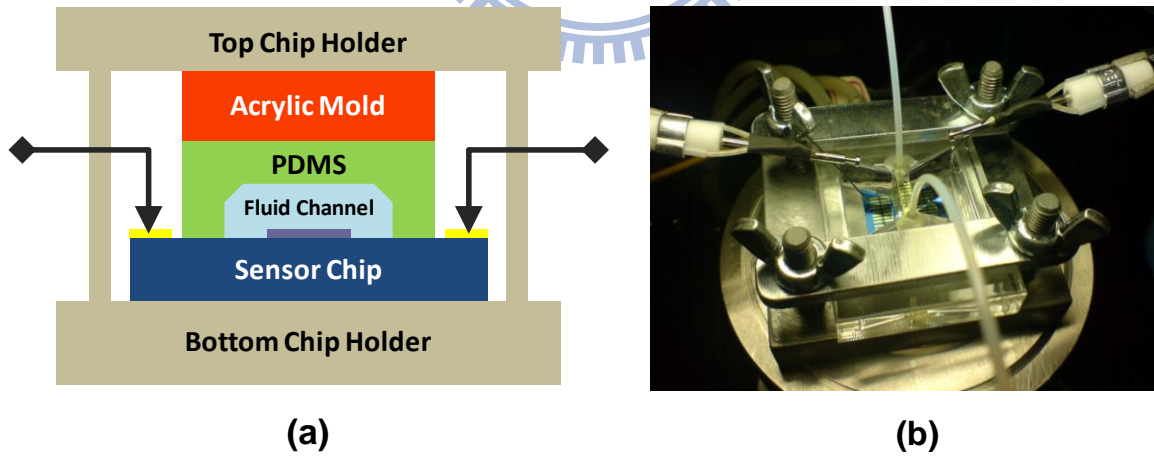 Top Chip Holder
Acrylic Mold
PDMS
Fluid Channel
Sensor Chip
Bottom Chip Holder
(a)
(b)